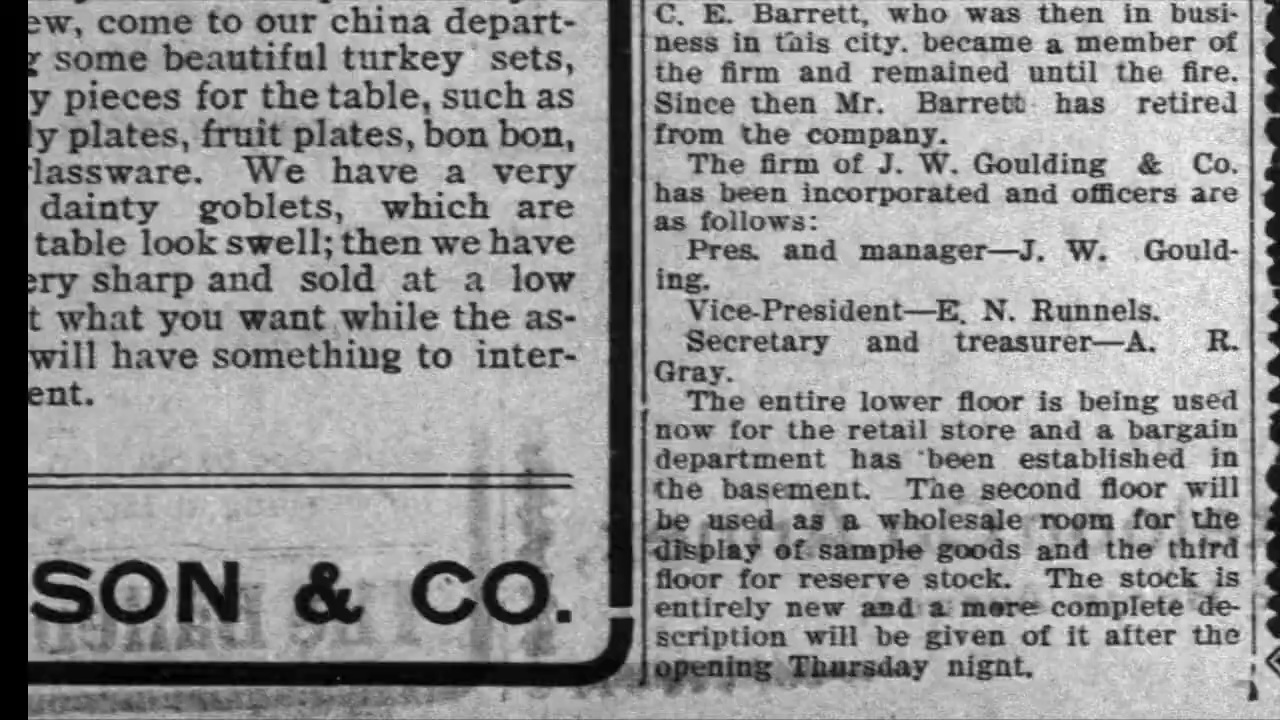 ew, come to our china depart-
g some beautiful turkey sets,
y pieces for the table, such as
ly plates, fruit plates, bon bon,
lassware. We have a very
dainty goblets, which are
table look swell; then we have
ery sharp and sold at a low
t what you want while the as-
will have something to inter-
ent.
SON & CO.
C. E. Barrett, who was then in busi-
ness in this city. became a member of
the firm and remained until the fire.
Since then Mr. Barrett has retired
from the company.
The firm of J. W. Goulding & Co.
has been incorporated and officers are
as follows:
Pres. and manager—J. W. Gould-
ing.
Vice-President—E. N. Runnels.
Secretary and treasurer—A. R.
Gray.
The entire lower floor is being used
now for the retail store and a bargain
department has been established in
the basement. The second floor will
be used as a wholesale room for the
display of sample goods and the third
floor for reserve stock. The stock is
entirely new and a more complete de-
scription will be given of it after the
opening Thursday night.